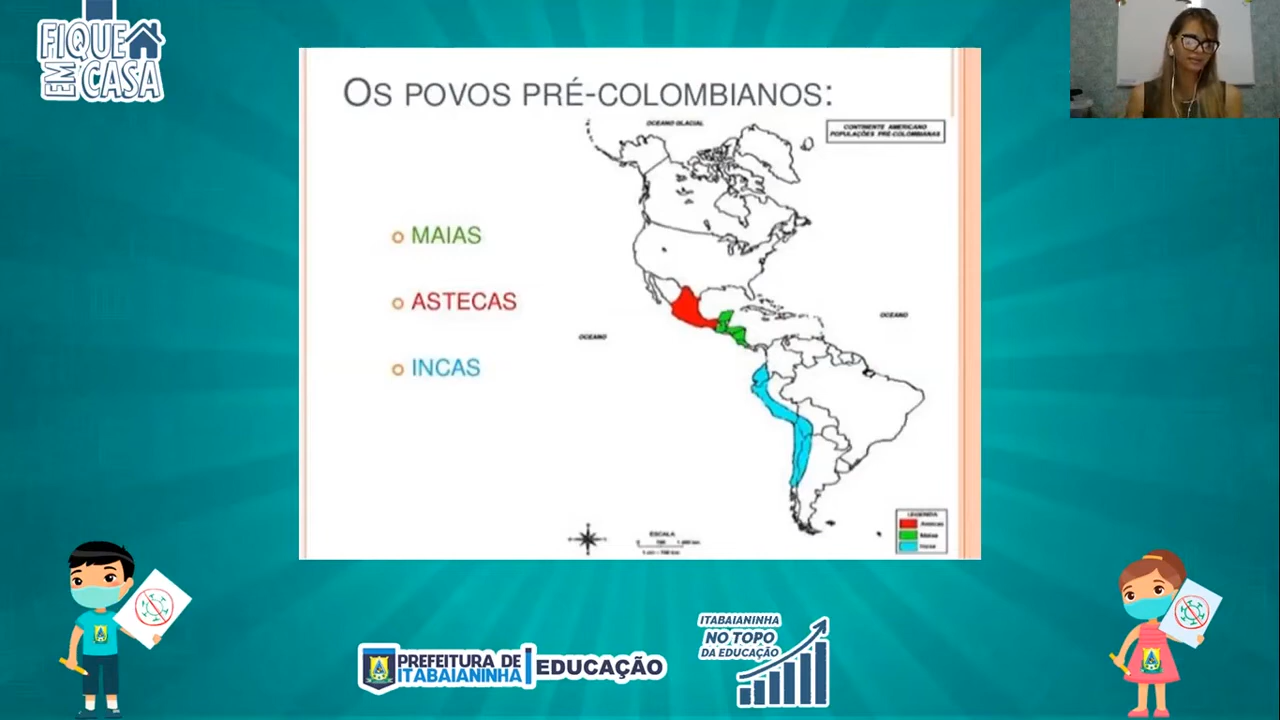 FIQUE
EM CASA
OS POVOS PRÉ-COLOMBIANOS:
OCEANO GLACIAL
CONTINENTE AMERICANO
POPULAÇÕES PRÉ-COLOMBIANAS
MAIAS
ASTECAS
INCAS
OCEANO
OCEANO
LEGENDA
Astecas
Maias
Incas
ESCALA
PREFEITURA DE
ITABAIANINHA
EDUCAÇÃO
ITABAIANINHA
NO TOPO
DA EDUCAÇÃO